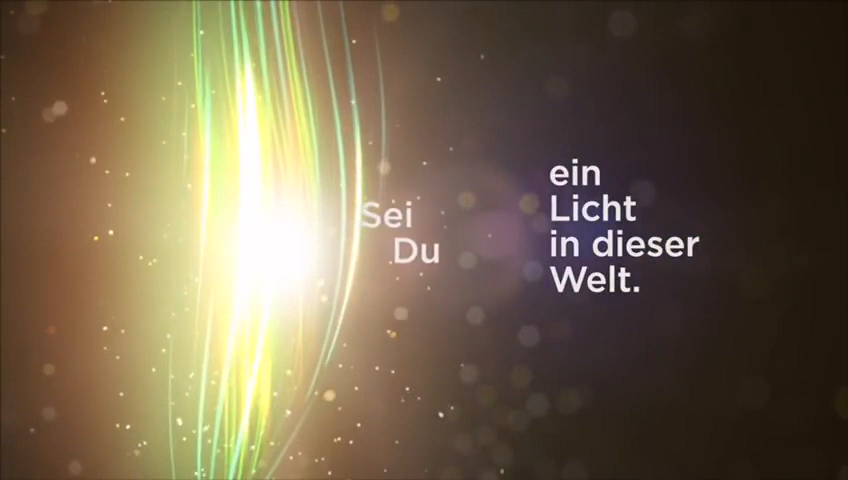 Sei
Du
ein
Licht
in dieser
Welt.